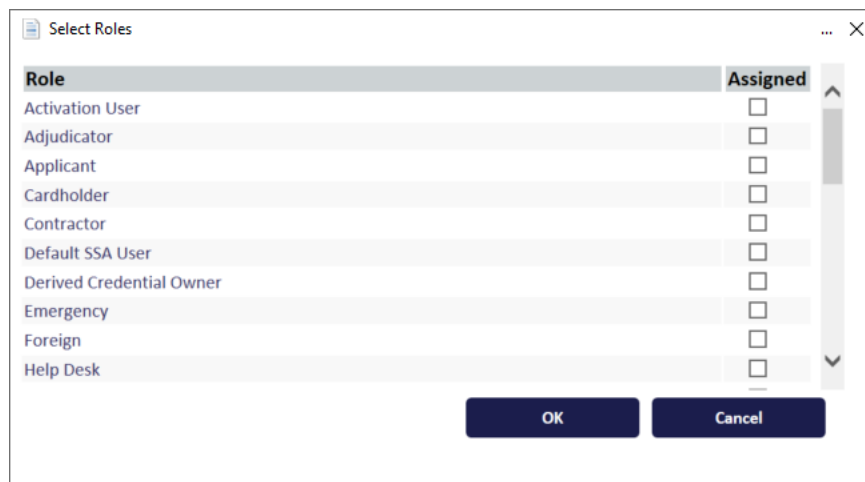 Select Roles ...
Role Assigned
Activation User
Adjudicator
Applicant
Cardholder
Contractor
Default SSA User
Derived Credential Owner
Emergency
Foreign
Help Desk
OK Cancel